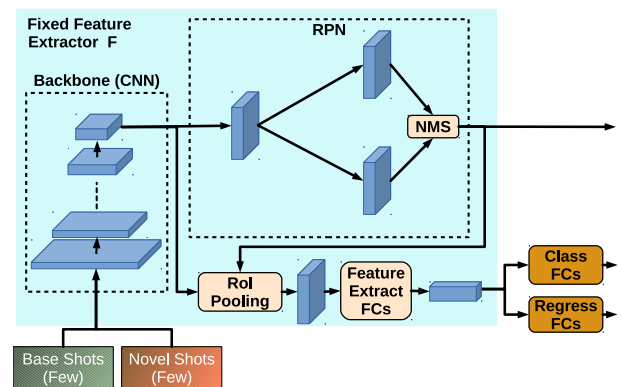 Fixed Feature
Extractor F
RPN
Backbone (CNN)
NMS
RoI
Pooling
Feature
Extract
FCs
Class
FCs
Regress
FCs
Base Shots
(Few)
Novel Shots
(Few)